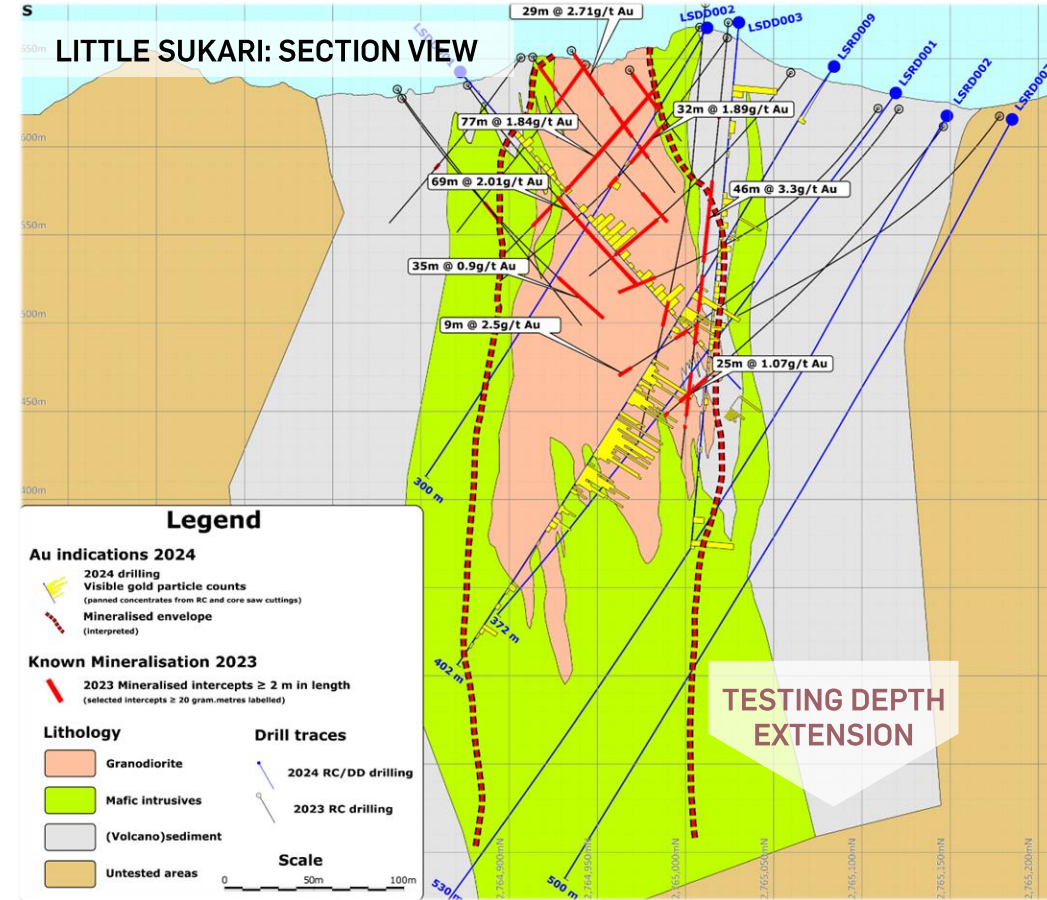 S
LITTLE SUKARI: SECTION VIEW
29m @ 2.71g/t Au
LSDD002
LSDD003
LSRD009
LSRD001
LSRD002
650m
32m @ 1.89g/t Au
77m @ 1.84g/t Au
600m
69m @ 2.01g/t Au
46m @ 3.3g/t Au
550m
35m @ 0.9g/t Au
500m
9m @ 2.5g/t Au
25m @ 1.07g/t Au
450m
300 m
400m
372 m
402 m
TESTING DEPTH
EXTENSION
530 m
500 m
2,764,900mN
2,764,950mN
2,765,000mN
2,765,050mN
2,765,100mN
2,765,150mN
2,765,200mN
Legend
Au indications 2024
2024 drilling
Visible gold particle counts
(panned concentrates from RC and core saw cuttings)
Mineralised envelope
(interpreted)
Known Mineralisation 2023
2023 Mineralised intercepts ≥ 2 m in length
(selected intercepts ≥ 20 gram.metres labelled)
Lithology
Granodiorite
Mafic intrusives
(Volcano)sediment
Untested areas
Drill traces
2024 RC/DD drilling
2023 RC drilling
Scale
0 50m 100m